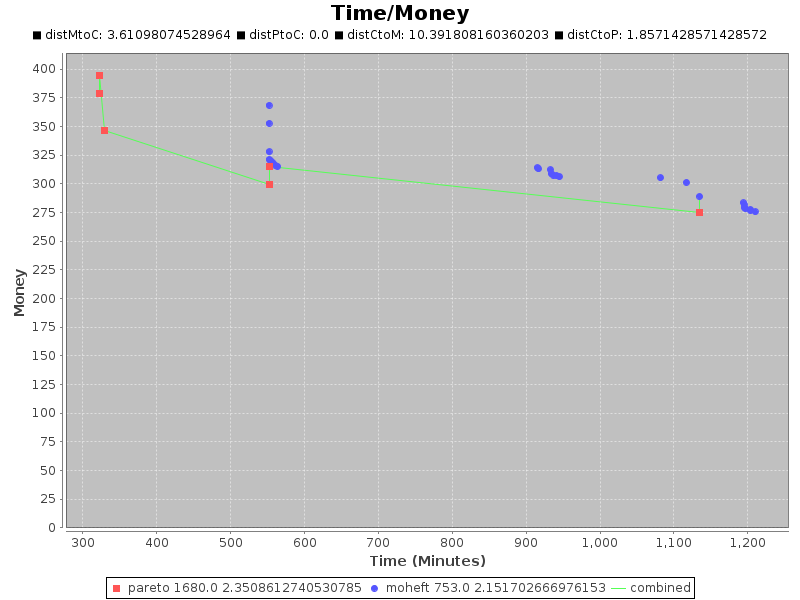 Time/Money
distMtoC: 3.61098074528964 distPtoC: 0.0 distCtoM: 10.391808160360203 distCtoP: 1.8571428571428572
400
375
350
325
300
275
250
225
200
175
150
125
100
75
50
25
0
Money
300 400 500 600 700 800 900 1,000 1,100 1,200
Time (Minutes)
pareto 1680.0 2.3508612740530785 moheft 753.0 2.151702666976153 combined